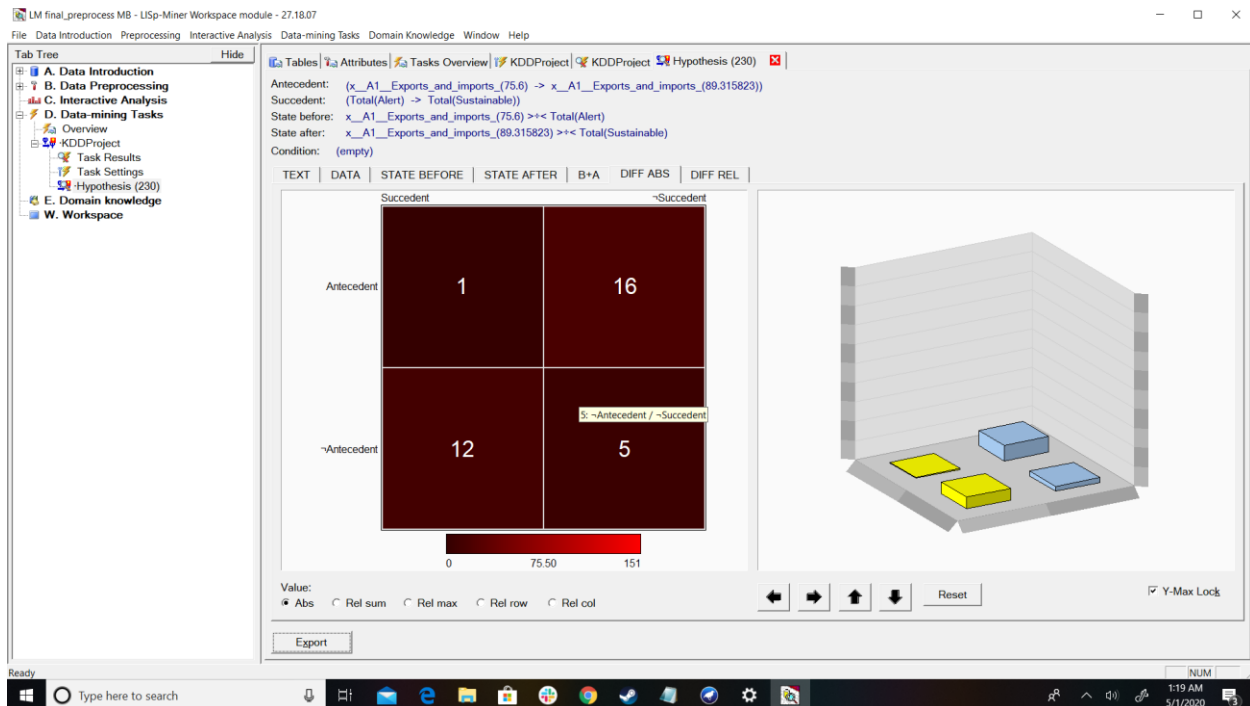 LM final_preprocess MB - LISp-Miner Workspace module - 27.18.07
File Data Introduction Preprocessing Interactive Analysis Data-mining Tasks Domain Knowledge Window Help
Tab Tree Hide
A. Data Introduction
B. Data Preprocessing
C. Interactive Analysis
D. Data-mining Tasks
Overview
·KDDProject
Task Results
Task Settings
·Hypothesis (230)
E. Domain knowledge
W. Workspace
Tables Attributes Tasks Overview KDDProject KDDProject Hypothesis (230)
Antecedent: (x__A1__Exports_and_imports_(75.6) -> x__A1__Exports_and_imports_(89.315823))
Succedent: (Total(Alert) -> Total(Sustainable))
State before: x__A1__Exports_and_imports_(75.6) >÷< Total(Alert)
State after: x__A1__Exports_and_imports_(89.315823) >÷< Total(Sustainable)
Condition: (empty)
TEXT DATA STATE BEFORE STATE AFTER B+A DIFF ABS DIFF REL
Succedent ¬Succedent
Antecedent 1 16
5: ¬Antecedent / ¬Succedent
¬Antecedent 12 5
0 75.50 151
Value:
Abs Rel sum Rel max Rel row Rel col
Reset
Y-Max Lock
Export
Ready
NUM
Type here to search
1:19 AM
5/1/2020
3